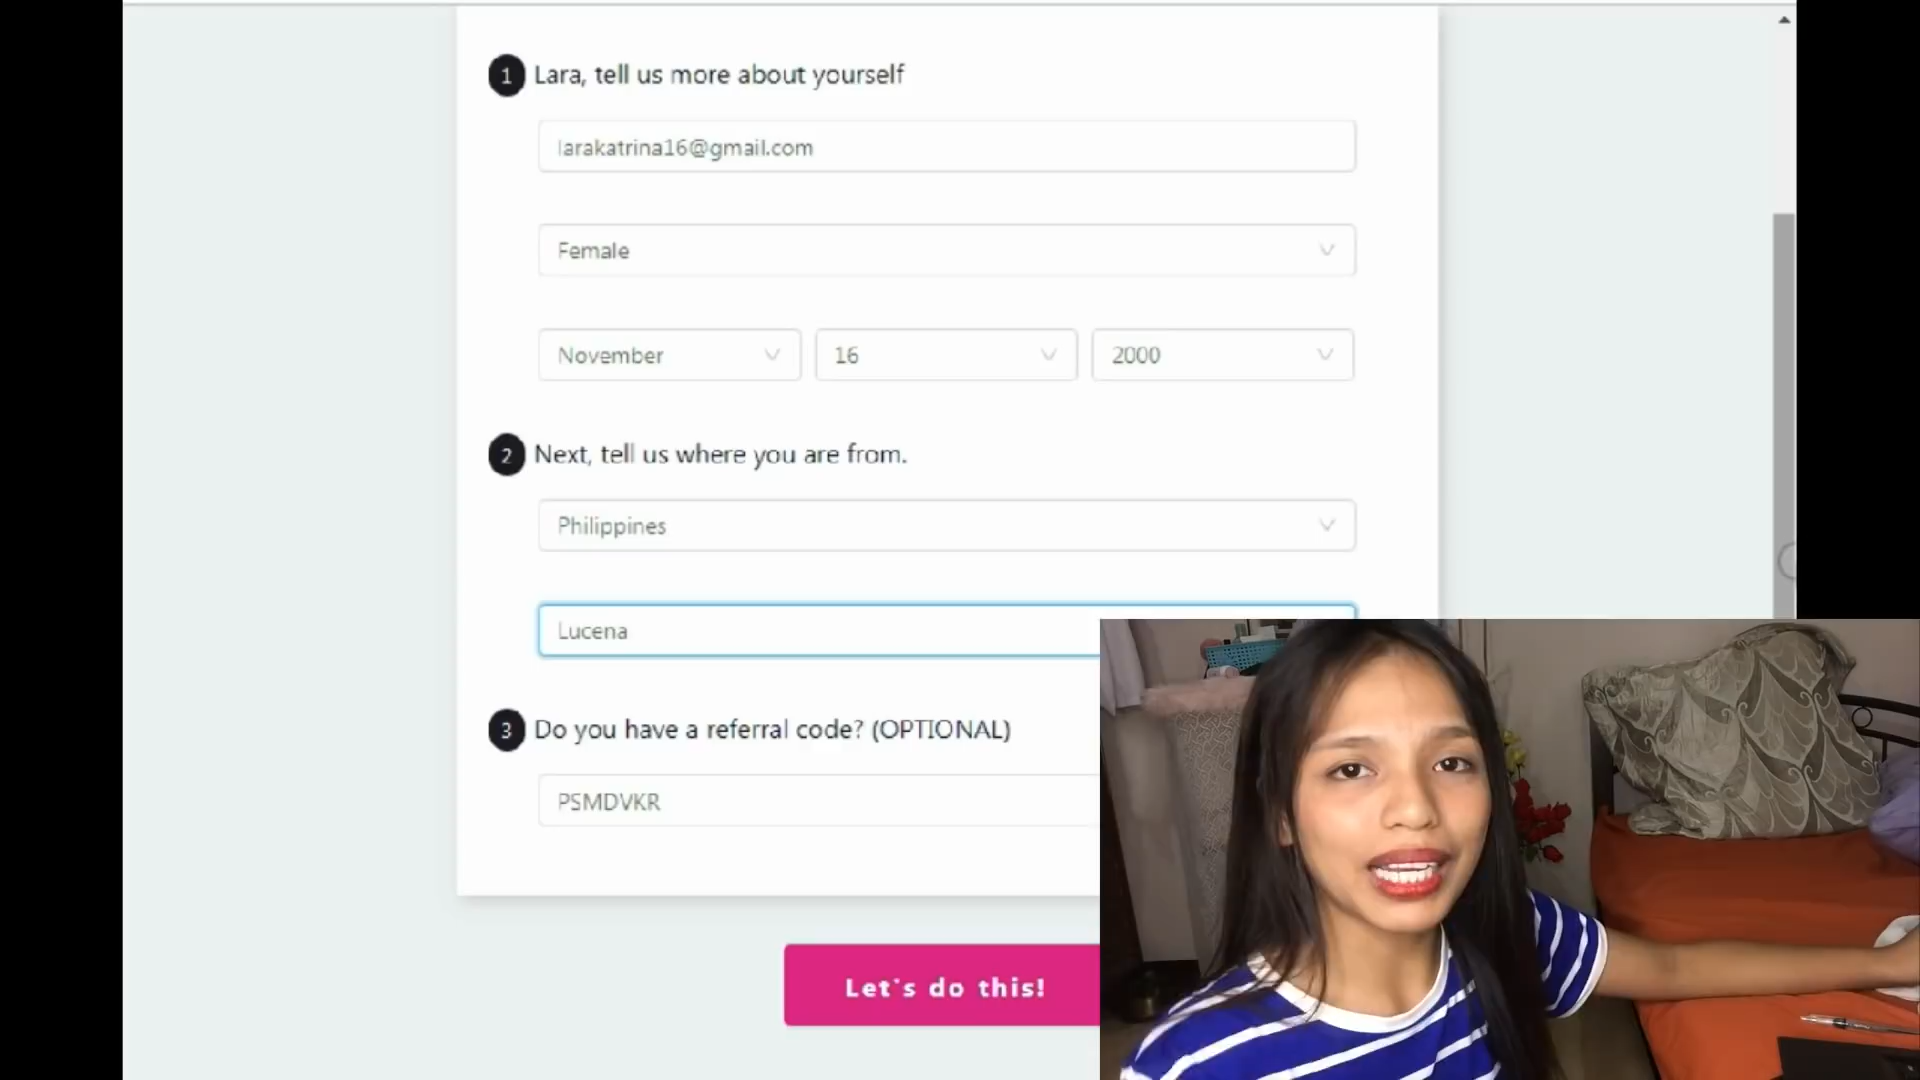 1 Lara, tell us more about yourself
larakatrina16@gmail.com
Female
November 16 2000
2 Next, tell us where you are from.
Philippines
Lucena
3 Do you have a referral code? (OPTIONAL)
PSMDVKR
Let's do this!